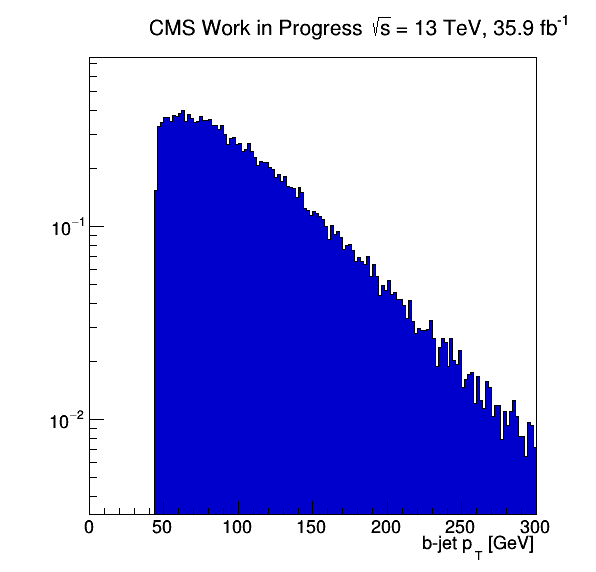 CMS Work in Progress √s = 13 TeV, 35.9 fb⁻¹
10⁻¹
10⁻²
0 50 100 150 200 250 300
b-jet p_T [GeV]